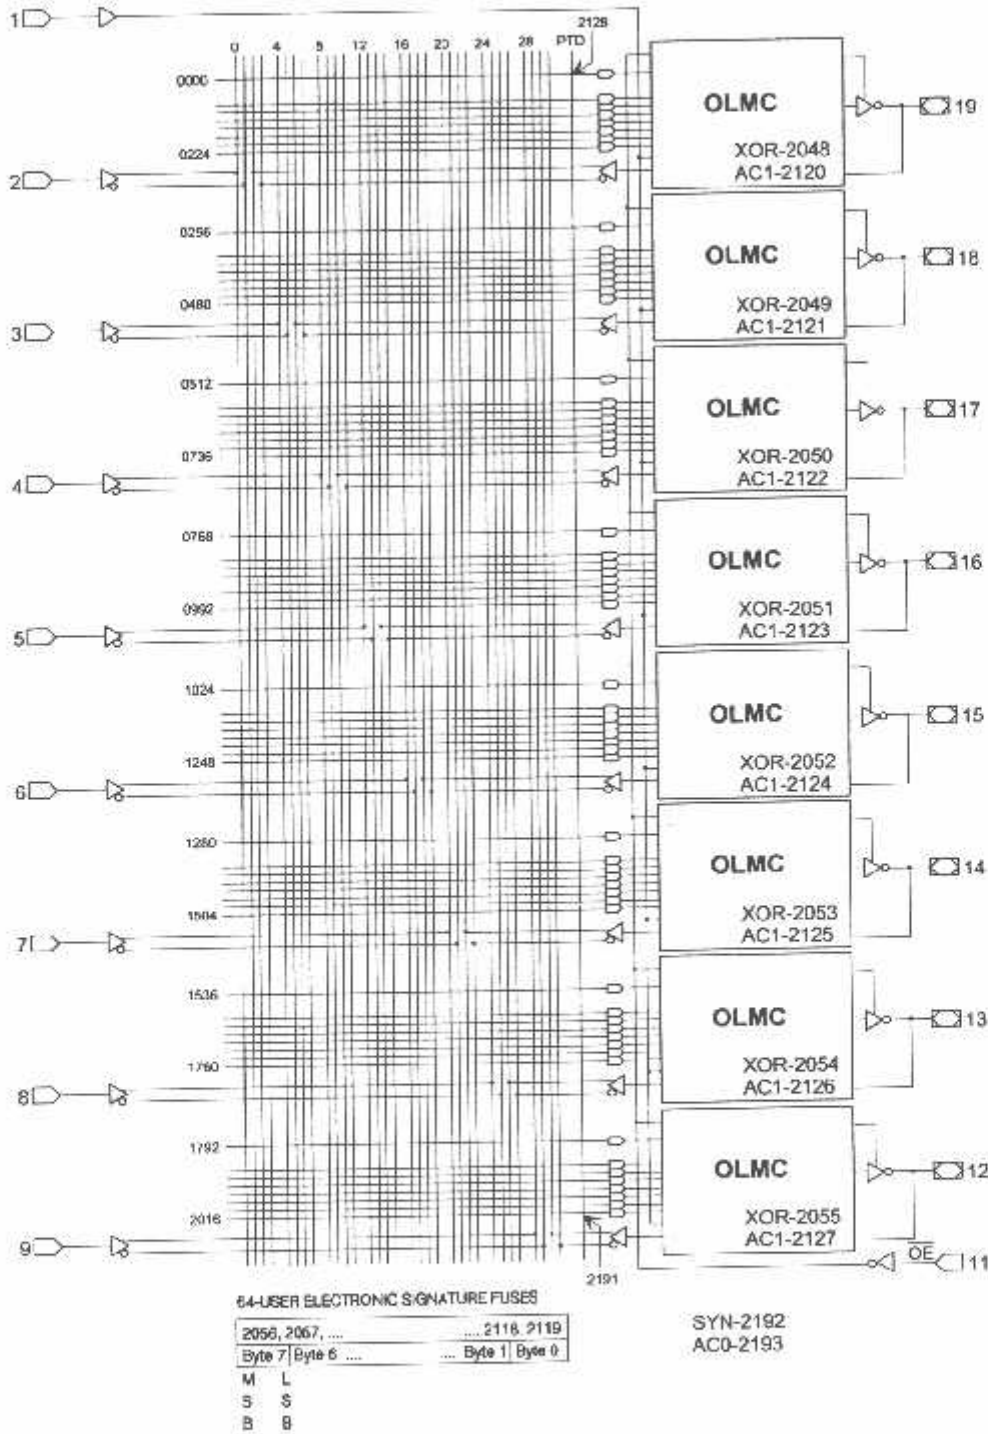 1
2128
0 4 8 12 16 20 24 28 PTD
0000
OLMC
19
XOR-2048
0224
AC1-2120
2
0256
OLMC
18
0480
XOR-2049
AC1-2121
3
0512
OLMC
17
0736
XOR-2050
AC1-2122
4
0768
OLMC
16
0992
XOR-2051
AC1-2123
5
1024
OLMC
15
1248
XOR-2052
AC1-2124
6
1280
OLMC
14
1504
XOR-2053
AC1-2125
7
1536
OLMC
13
1760
XOR-2054
AC1-2126
8
1792
OLMC
12
2016
XOR-2055
AC1-2127
9
OE
11
2191
64-USER ELECTRONIC SIGNATURE FUSES
2056, 2057, .... .... 2118, 2119
Byte 7 Byte 6 .... .... Byte 1 Byte 0
M L
S S
B B
SYN-2192
AC0-2193